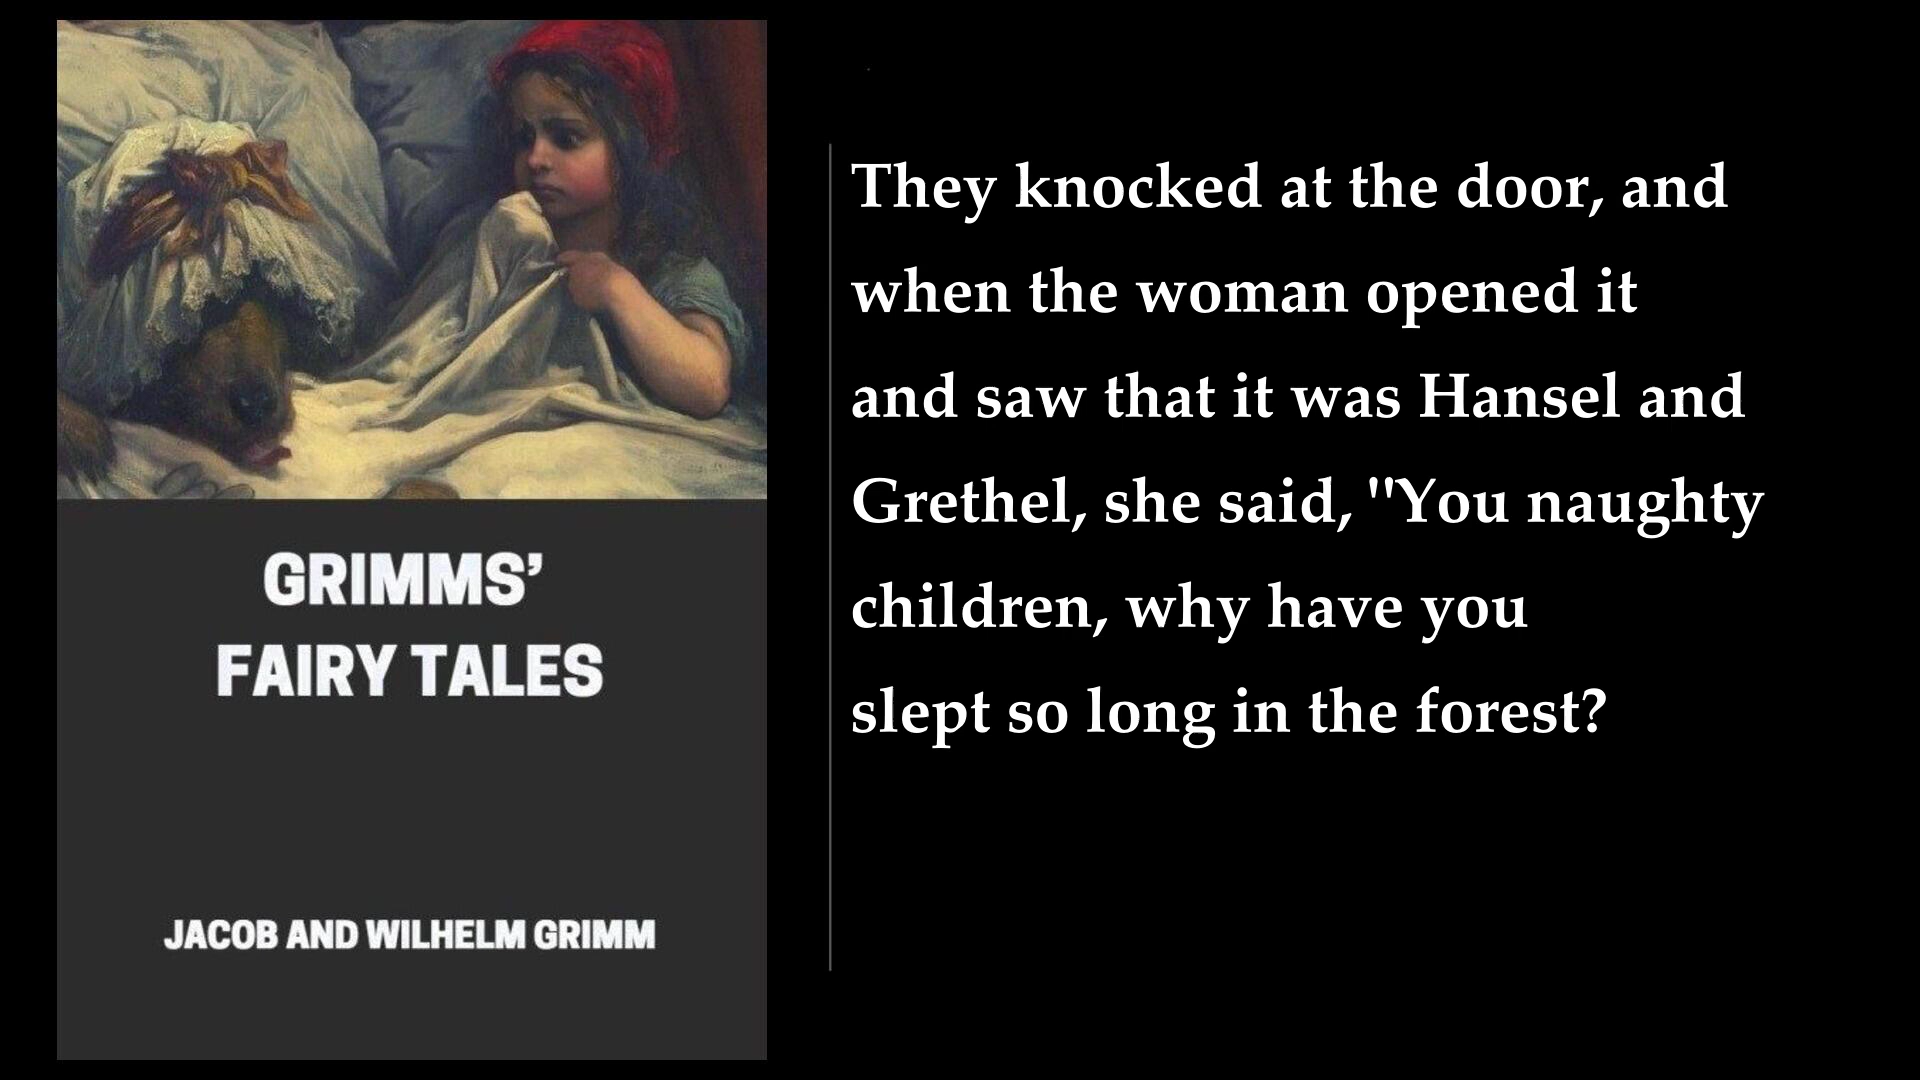 GRIMMS’
FAIRY TALES
JACOB AND WILHELM GRIMM
They knocked at the door, and
when the woman opened it
and saw that it was Hansel and
Grethel, she said, "You naughty
children, why have you
slept so long in the forest?